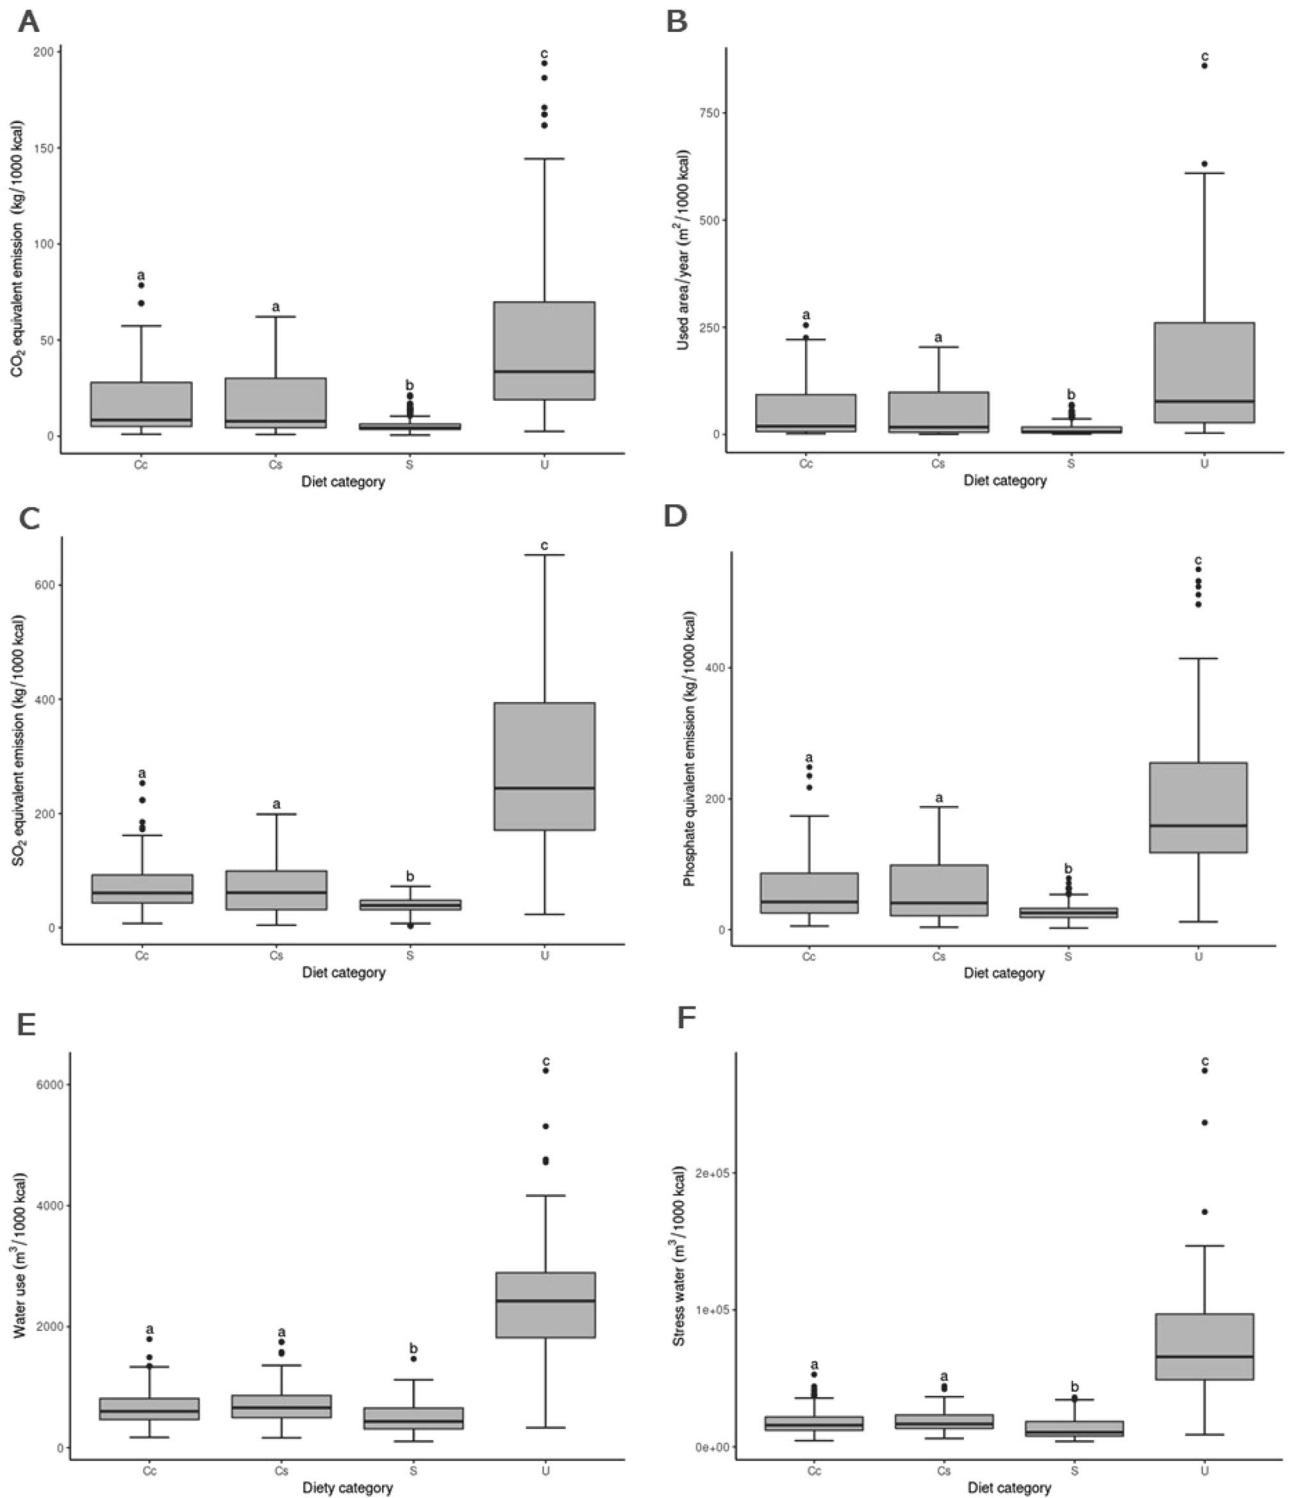 A
CO2 equivalent emission (kg/1000 kcal)
200
150
100
50
0
a
a
b
c
Cc Cs S U
Diet category
B
Used area/year (m2/1000 kcal)
750
500
250
0
a
a
b
c
Cc Cs S U
Diet category
C
SO2 equivalent emission (kg/1000 kcal)
600
400
200
0
a
a
b
c
Cc Cs S U
Diet category
D
Phosphate quivalent emission (kg/1000 kcal)
400
200
0
a
a
b
c
Cc Cs S U
Diet category
E
Water use (m3/1000 kcal)
6000
4000
2000
0
a
a
b
c
Cc Cs S U
Diety category
F
Stress water (m3/1000 kcal)
2e+05
1e+05
0e+00
a
a
b
c
Cc Cs S U
Diet category